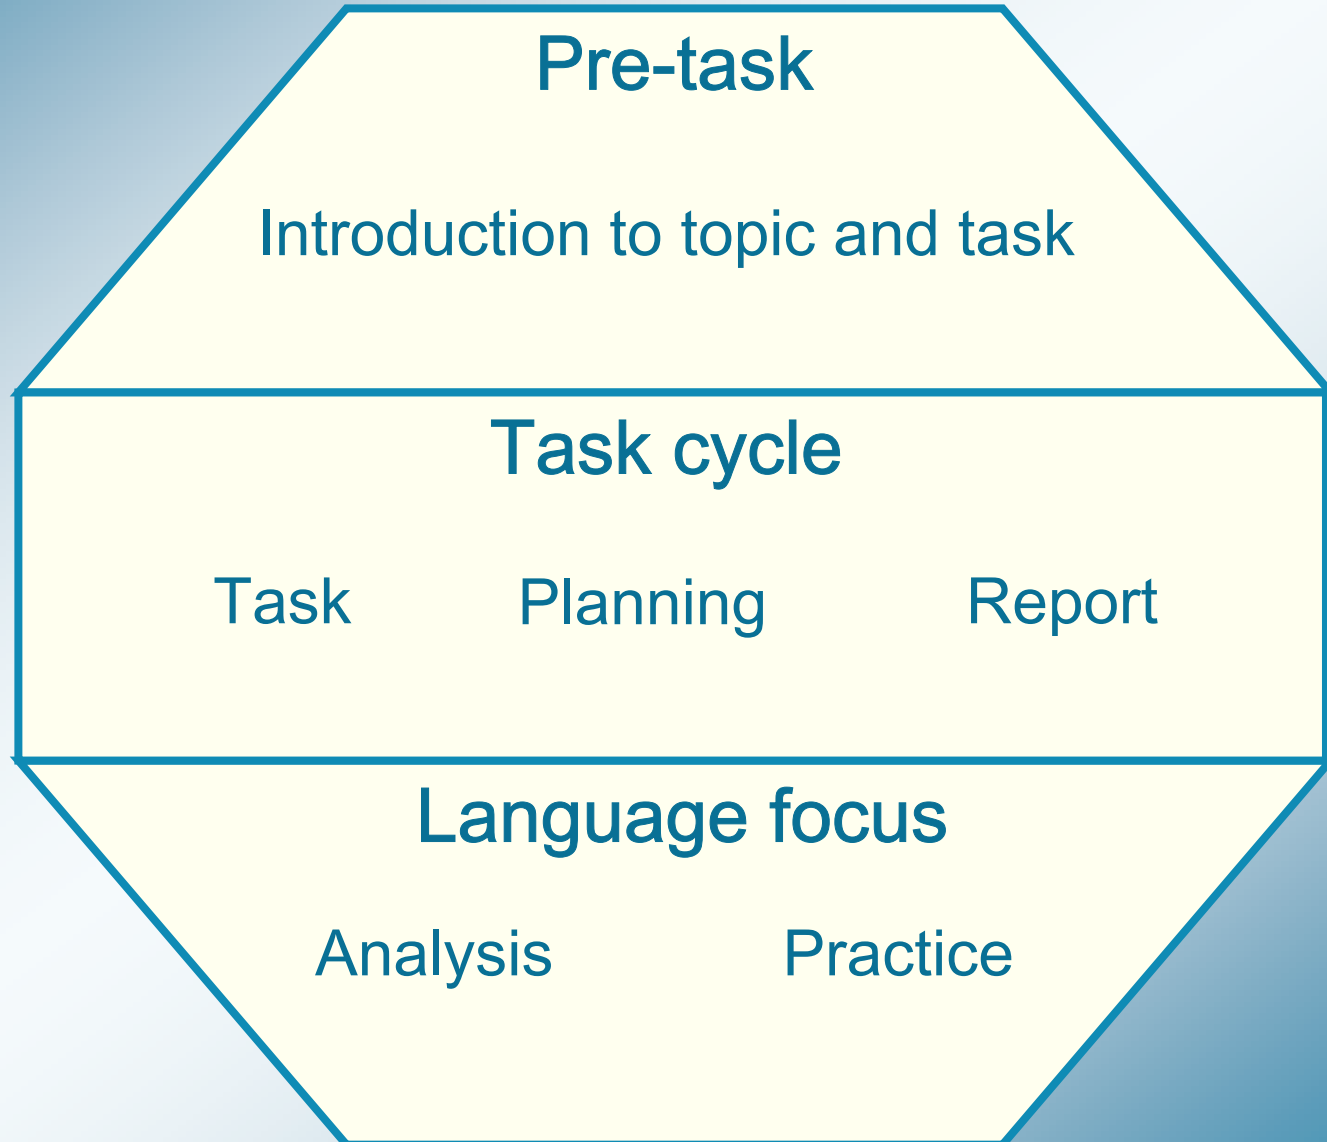 Pre-task
Introduction to topic and task
Task cycle
Task Planning Report
Language focus
Analysis Practice